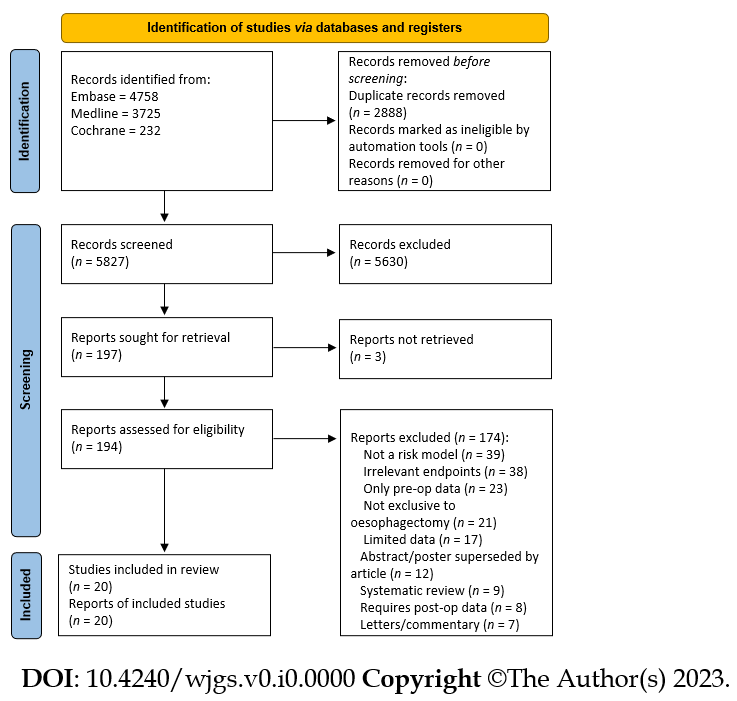 Identification of studies via databases and registers
Identification
Records identified from:
Embase = 4758
Medline = 3725
Cochrane = 232
Records removed before
screening:
Duplicate records removed
(n = 2888)
Records marked as ineligible by
automation tools (n = 0)
Records removed for other
reasons (n = 0)
Screening
Records screened
(n = 5827)
Records excluded
(n = 5630)
Reports sought for retrieval
(n = 197)
Reports not retrieved
(n = 3)
Reports assessed for eligibility
(n = 194)
Reports excluded (n = 174):
Not a risk model (n = 39)
Irrelevant endpoints (n = 38)
Only pre-op data (n = 23)
Not exclusive to
oesophagectomy (n = 21)
Limited data (n = 17)
Abstract/poster superseded by
article (n = 12)
Systematic review (n = 9)
Requires post-op data (n = 8)
Letters/commentary (n = 7)
Included
Studies included in review
(n = 20)
Reports of included studies
(n = 20)
DOI: 10.4240/wjgs.v0.i0.0000 Copyright ©The Author(s) 2023.